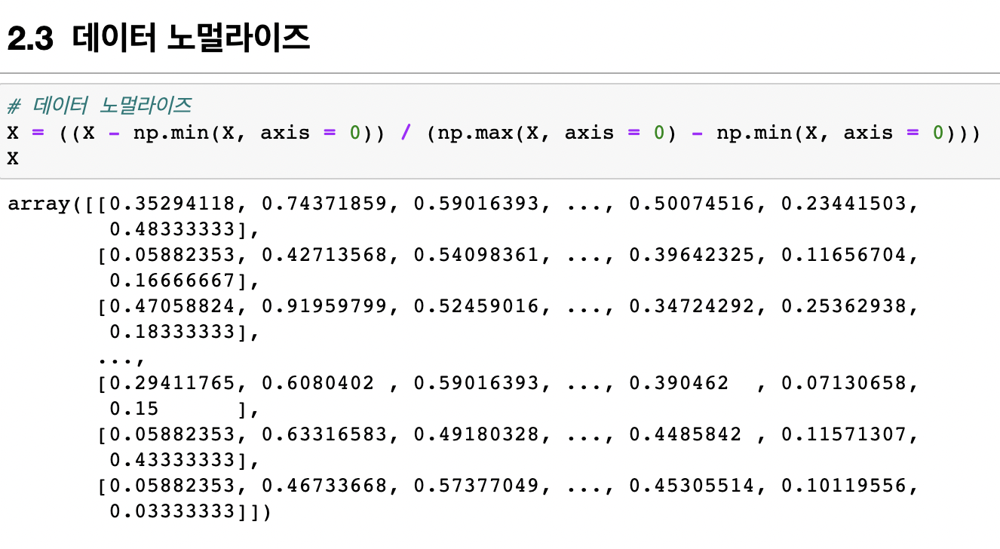 2.3 데이터 노멀라이즈
# 데이터 노멀라이즈
X = ((X - np.min(X, axis = 0)) / (np.max(X, axis = 0) - np.min(X, axis = 0)))
X
array([[0.35294118, 0.74371859, 0.59016393, ..., 0.50074516, 0.23441503,
        0.48333333],
       [0.05882353, 0.42713568, 0.54098361, ..., 0.39642325, 0.11656704,
        0.16666667],
       [0.47058824, 0.91959799, 0.52459016, ..., 0.34724292, 0.25362938,
        0.18333333],
       ...,
       [0.29411765, 0.6080402 , 0.59016393, ..., 0.390462  , 0.07130658,
        0.15      ],
       [0.05882353, 0.63316583, 0.49180328, ..., 0.4485842 , 0.11571307,
        0.43333333],
       [0.05882353, 0.46733668, 0.57377049, ..., 0.45305514, 0.10119556,
        0.03333333]])